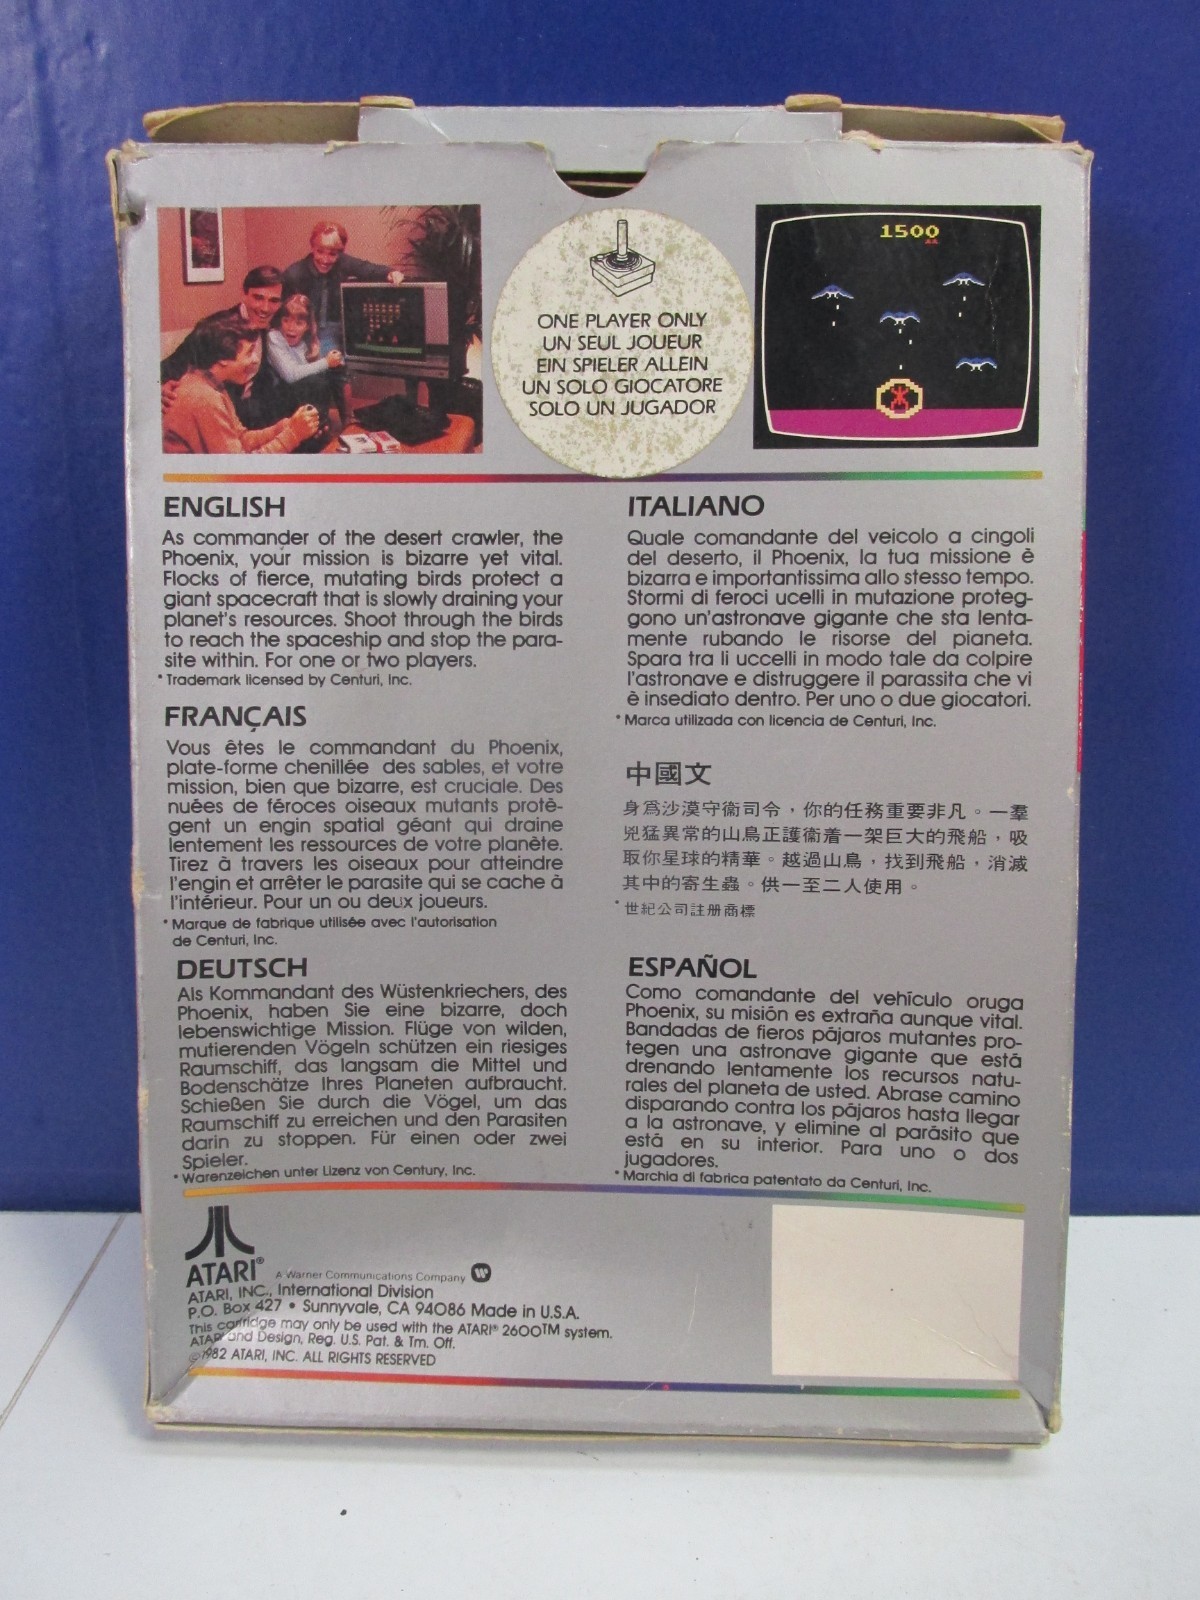 1500
ONE PLAYER ONLY
UN SEUL JOUEUR
EIN SPIELER ALLEIN
UN SOLO GIOCATORE
SOLO UN JUGADOR
ENGLISH
As commander of the desert crawler, the
Phoenix, your mission is bizarre yet vital.
Flocks of fierce, mutating birds protect a
giant spacecraft that is slowly draining your
planet's resources. Shoot through the birds
to reach the spaceship and stop the para-
site within. For one or two players.
* Trademark licensed by Centuri, Inc.
FRANÇAIS
Vous êtes le commandant du Phoenix,
plate-forme chenillée des sables, et votre
mission, bien que bizarre, est cruciale. Des
nuées de féroces oiseaux mutants protè-
gent un engin spatial géant qui draine
lentement les ressources de votre planète.
Tirez à travers les oiseaux pour atteindre
l'engin et arrêter le parasite qui se cache à
l'intérieur. Pour un ou deux joueurs.
* Marque de fabrique utilisée avec l'autorisation
de Centuri, Inc.
DEUTSCH
Als Kommandant des Wüstenkriechers, des
Phoenix, haben Sie eine bizarre, doch
lebenswichtige Mission. Flüge von wilden,
mutierenden Vögeln schützen ein riesiges
Raumschiff, das langsam die Mittel und
Bodenschätze Ihres Planeten aufbraucht.
Schießen Sie durch die Vögel, um das
Raumschiff zu erreichen und den Parasiten
darin zu stoppen. Für einen oder zwei
Spieler.
* Warenzeichen unter Lizenz von Century, Inc.
ITALIANO
Quale comandante del veicolo a cingoli
del deserto, il Phoenix, la tua missione è
bizarra e importantissima allo stesso tempo.
Stormi di feroci ucelli in mutazione proteg-
gono un'astronave gigante che sta lenta-
mente rubando le risorse del pianeta.
Spara tra li uccelli in modo tale da colpire
l'astronave e distruggere il parassita che vi
è insediato dentro. Per uno o due giocatori.
* Marca utilizada con licencia de Centuri, Inc.
中國文
身爲沙漠守衞司令，你的任務重要非凡。一羣
兇猛異常的山鳥正護衞着一架巨大的飛船，吸
取你星球的精華。越過山鳥，找到飛船，消滅
其中的寄生蟲。供一至二人使用。
* 世紀公司註册商標
ESPAÑOL
Como comandante del vehículo oruga
Phoenix, su misión es extraña aunque vital.
Bandadas de fieros pájaros mutantes pro-
tegen una astronave gigante que está
drenando lentamente los recursos natu-
rales del planeta de usted. Abrase camino
disparando contra los pájaros hasta llegar
a la astronave, y elimine al parásito que
está en su interior. Para uno o dos
jugadores.
* Marchia di fabrica patentato da Centuri, Inc.
ATARI® A Warner Communications Company
ATARI, INC., International Division
P.O. Box 427 • Sunnyvale, CA 94086 Made in U.S.A.
This cartridge may only be used with the ATARI® 2600™ system.
ATARI and Design, Reg. U.S. Pat. & Tm. Off.
©1982 ATARI, INC. ALL RIGHTS RESERVED